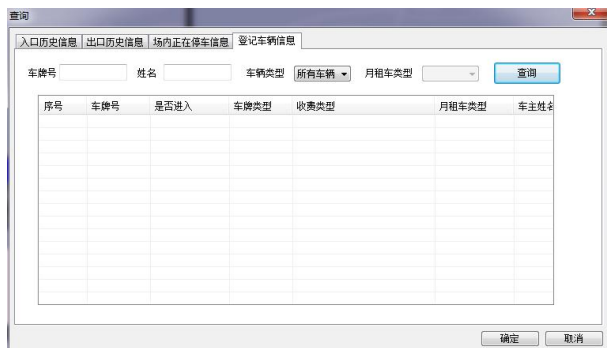 查询
入口历史信息 出口历史信息 场内正在停车信息 登记车辆信息
车牌号 姓名 车辆类型 所有车辆 月租车类型 查询
序号 车牌号 是否进入 车牌类型 收费类型 月租车类型 车主姓名
确定 取消